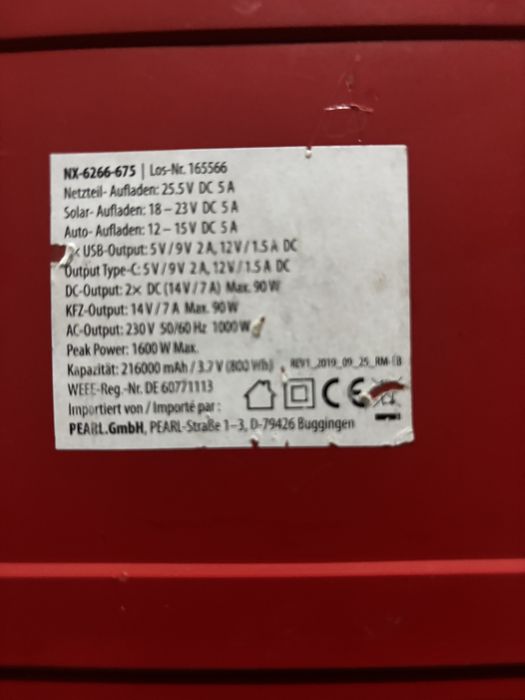 NX-6266-675 | Los-Nr. 165566
Netzteil- Aufladen: 25.5 V DC 5 A
Solar- Aufladen: 18 – 23 V DC 5 A
Auto- Aufladen: 12 – 15 V DC 5 A
× USB-Output: 5 V / 9 V 2 A, 12 V / 1.5 A DC
Output Type-C: 5 V / 9 V 2 A, 12 V / 1.5 A DC
DC-Output: 2× DC (14 V / 7 A) Max. 90 W
KFZ-Output: 14 V / 7 A Max. 90 W
AC-Output: 230 V 50/60 Hz 1000 W
Peak Power: 1600 W Max.
Kapazität: 216000 mAh / 3.7 V (800 Wh) REV1_2019_09_25_RM-EB
WEEE-Reg.-Nr. DE 60771113
Importiert von / Importé par : CE
PEARL.GmbH, PEARL-Straße 1–3, D-79426 Buggingen